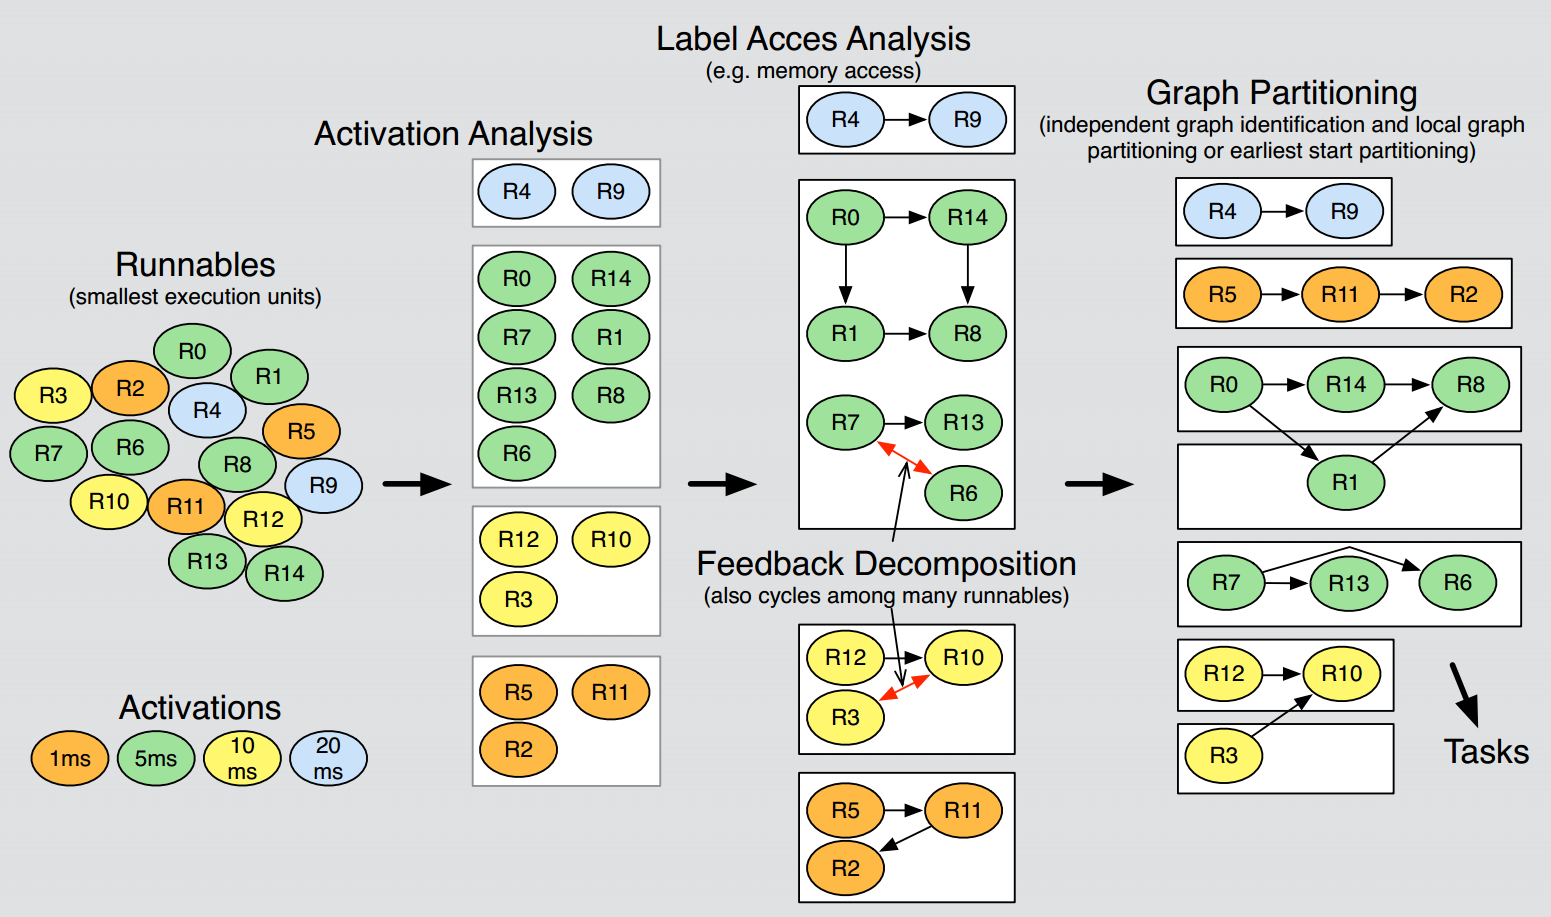 Runnables
(smallest execution units)
R0
R1
R3
R2
R4
R5
R7
R6
R8
R9
R10
R11
R12
R13
R14
Activations
1ms
5ms
10
ms
20
ms
Activation Analysis
R4 R9
R0 R14
R7 R1
R13 R8
R6
R12 R10
R3
R5 R11
R2
Label Acces Analysis
(e.g. memory access)
R4 R9
R0 R14
R1 R8
R7 R13
R6
Feedback Decomposition
(also cycles among many runnables)
R12 R10
R3
R5 R11
R2
Graph Partitioning
(independent graph identification and local graph
partitioning or earliest start partitioning)
R4 R9
R5 R11 R2
R0 R14 R8
R1
R7 R13 R6
R12 R10
R3
Tasks